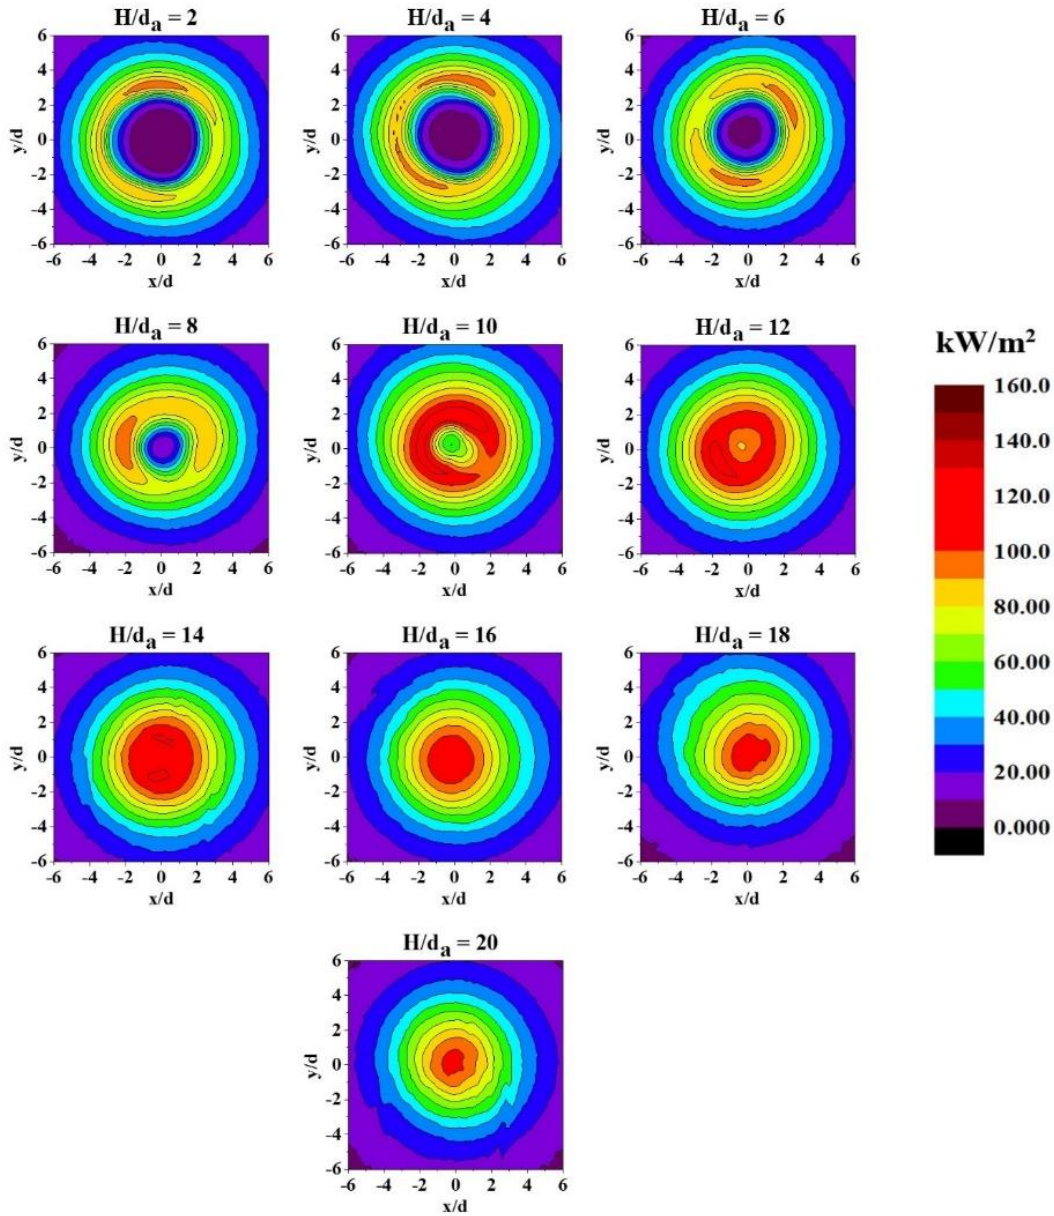 H/da = 2
H/da = 4
H/da = 6
6
4
2
0
-2
-4
-6
y/d
-6 -4 -2 0 2 4 6
x/d
6
4
2
0
-2
-4
-6
y/d
-6 -4 -2 0 2 4 6
x/d
6
4
2
0
-2
-4
-6
y/d
-6 -4 -2 0 2 4 6
x/d
H/da = 8
H/da = 10
H/da = 12
6
4
2
0
-2
-4
-6
y/d
-6 -4 -2 0 2 4 6
x/d
6
4
2
0
-2
-4
-6
y/d
-6 -4 -2 0 2 4 6
x/d
6
4
2
0
-2
-4
-6
y/d
-6 -4 -2 0 2 4 6
x/d
kW/m²
160.0
140.0
120.0
100.0
80.00
60.00
40.00
20.00
0.000
H/da = 14
H/da = 16
H/da = 18
6
4
2
0
-2
-4
-6
y/d
-6 -4 -2 0 2 4 6
x/d
6
4
2
0
-2
-4
-6
y/d
-6 -4 -2 0 2 4 6
x/d
6
4
2
0
-2
-4
-6
y/d
-6 -4 -2 0 2 4 6
x/d
H/da = 20
6
4
2
0
-2
-4
-6
y/d
-6 -4 -2 0 2 4 6
x/d